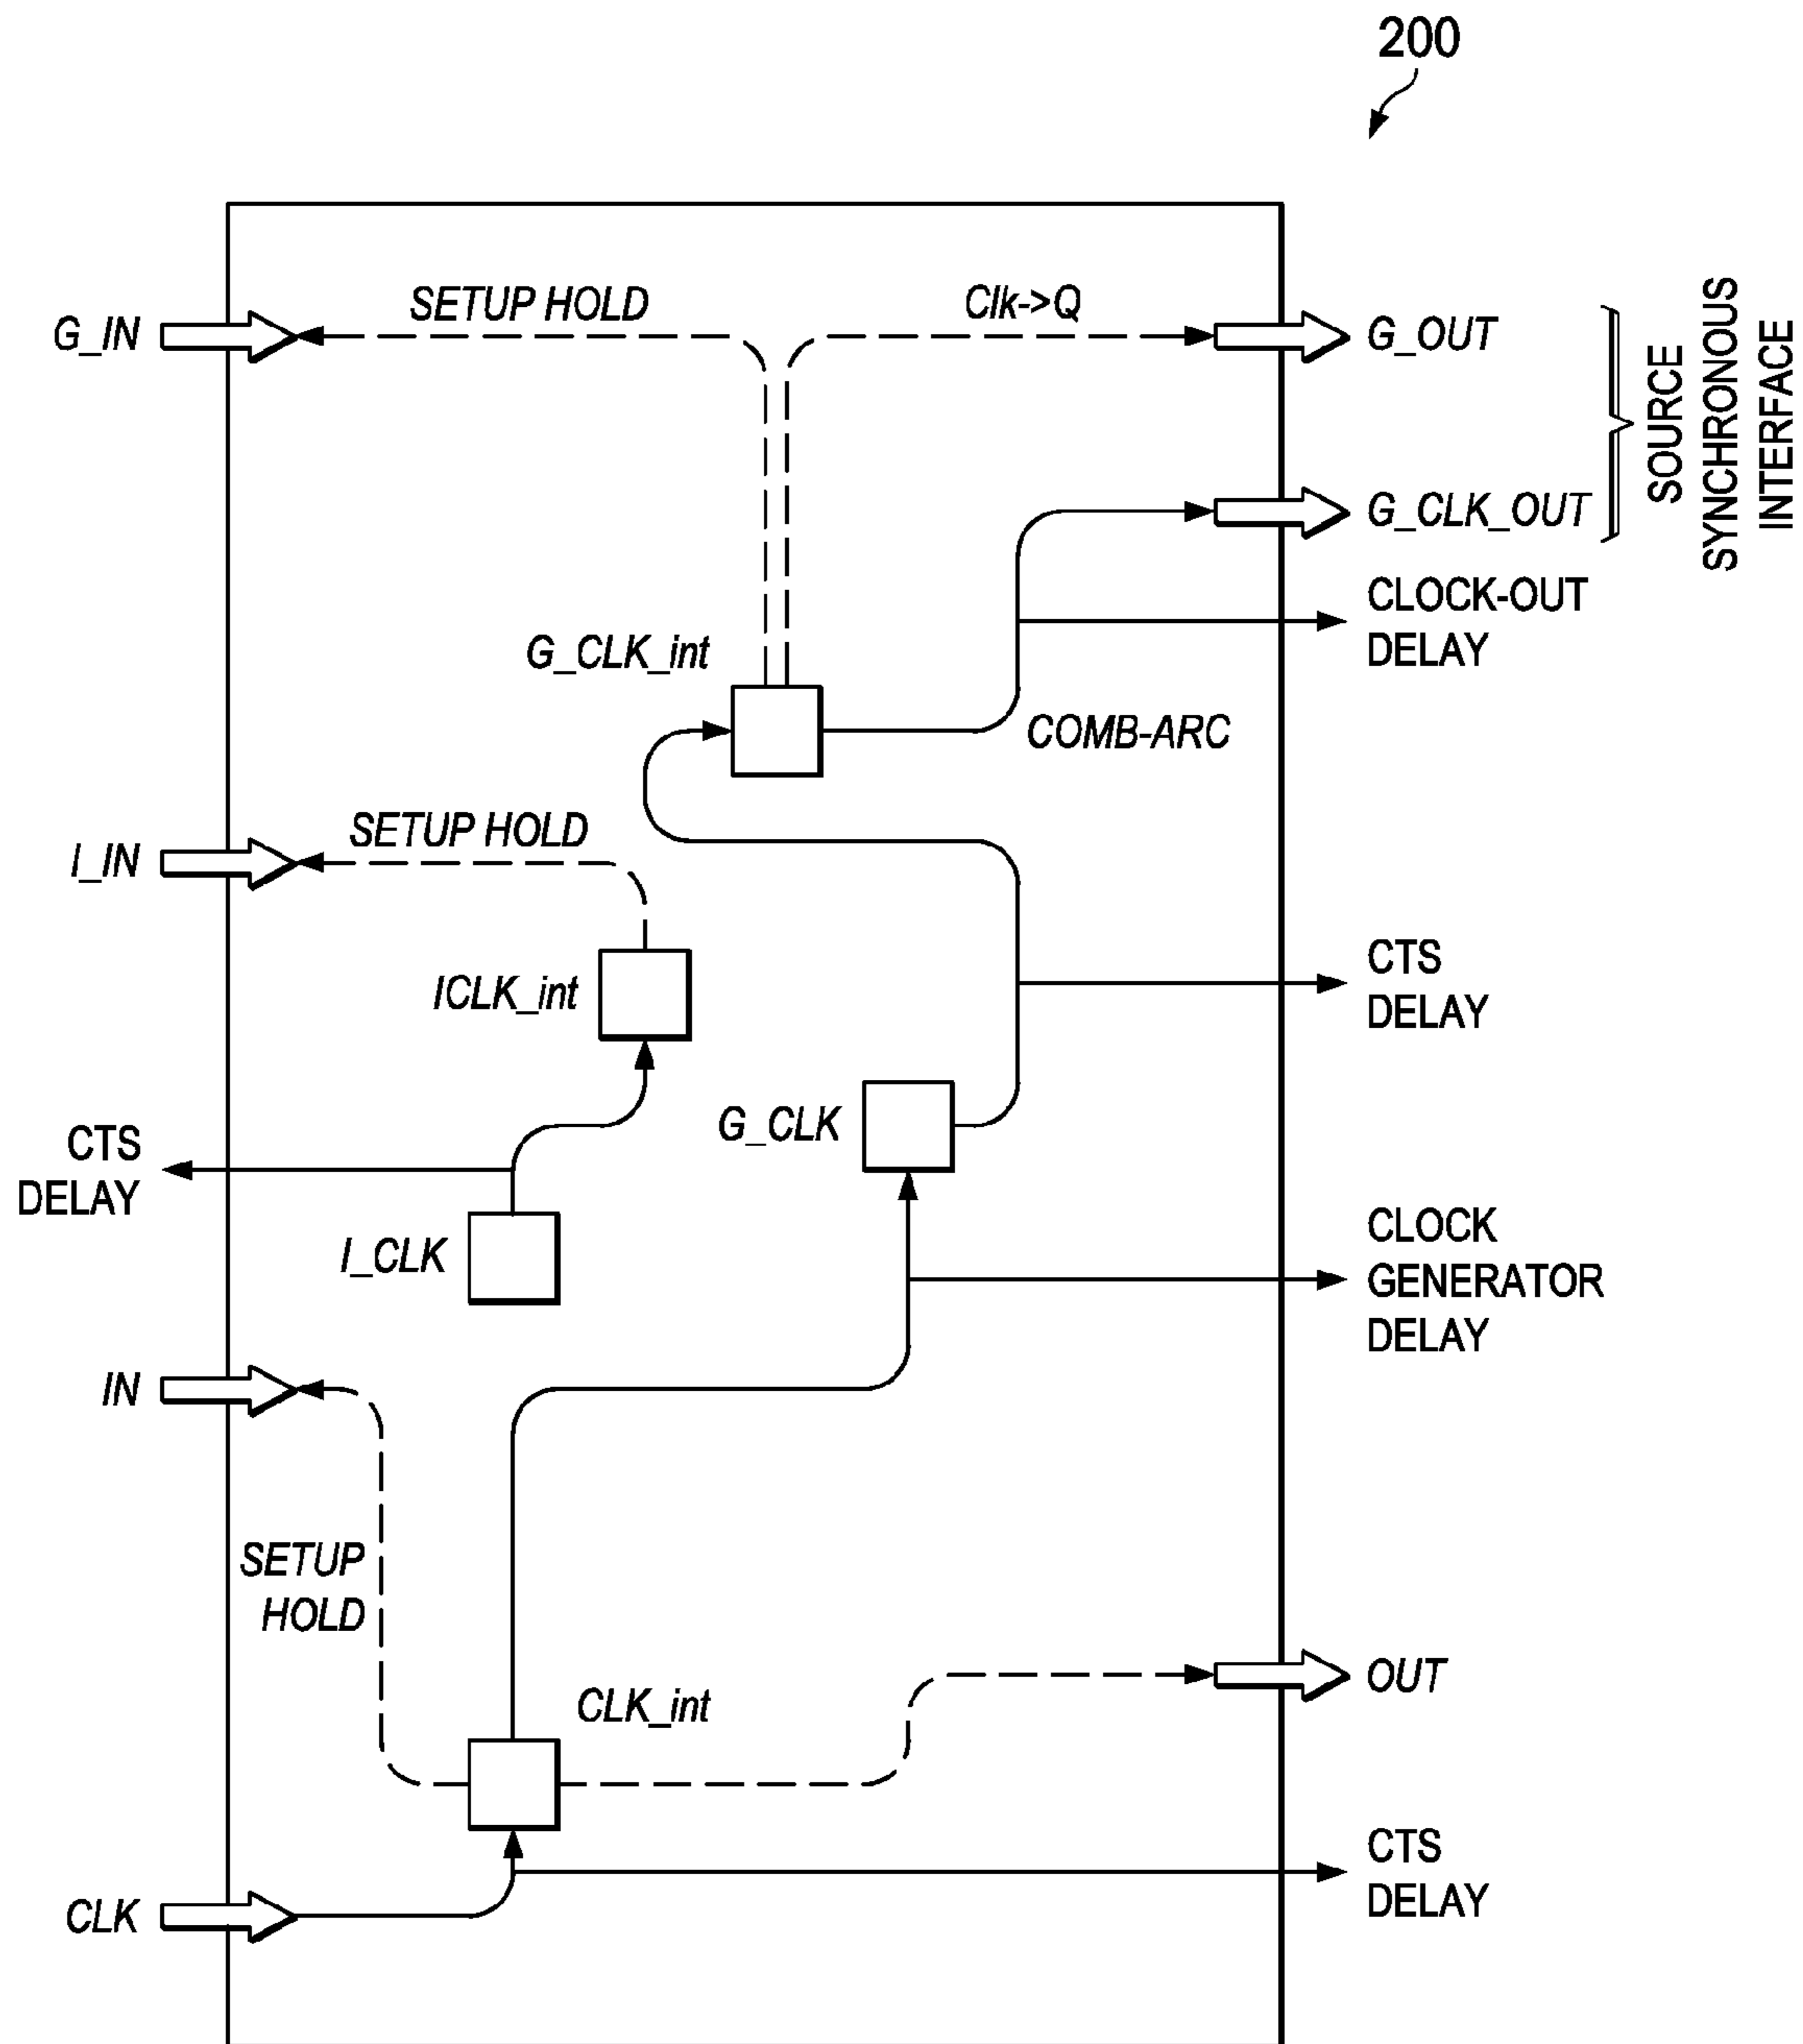 200
G_IN
SETUP HOLD
Clk->Q
G_OUT
SOURCE
SYNCHRONOUS
INTERFACE
G_CLK_OUT
CLOCK-OUT
DELAY
G_CLK_int
COMB-ARC
I_IN
SETUP HOLD
ICLK_int
CTS
DELAY
G_CLK
CTS
DELAY
I_CLK
CLOCK
GENERATOR
DELAY
IN
SETUP
HOLD
CLK_int
OUT
CLK
CTS
DELAY